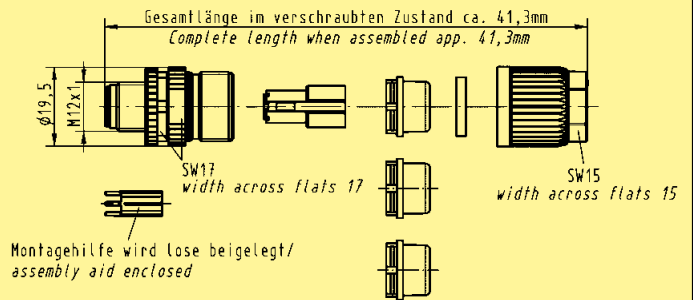 Gesamtlänge im verschraubten Zustand ca. 41,3mm
Complete length when assembled app. 41,3mm
ø19,5
M12x1
SW17
width across flats 17
SW15
width across flats 15
Montagehilfe wird lose beigelegt/
assembly aid enclosed